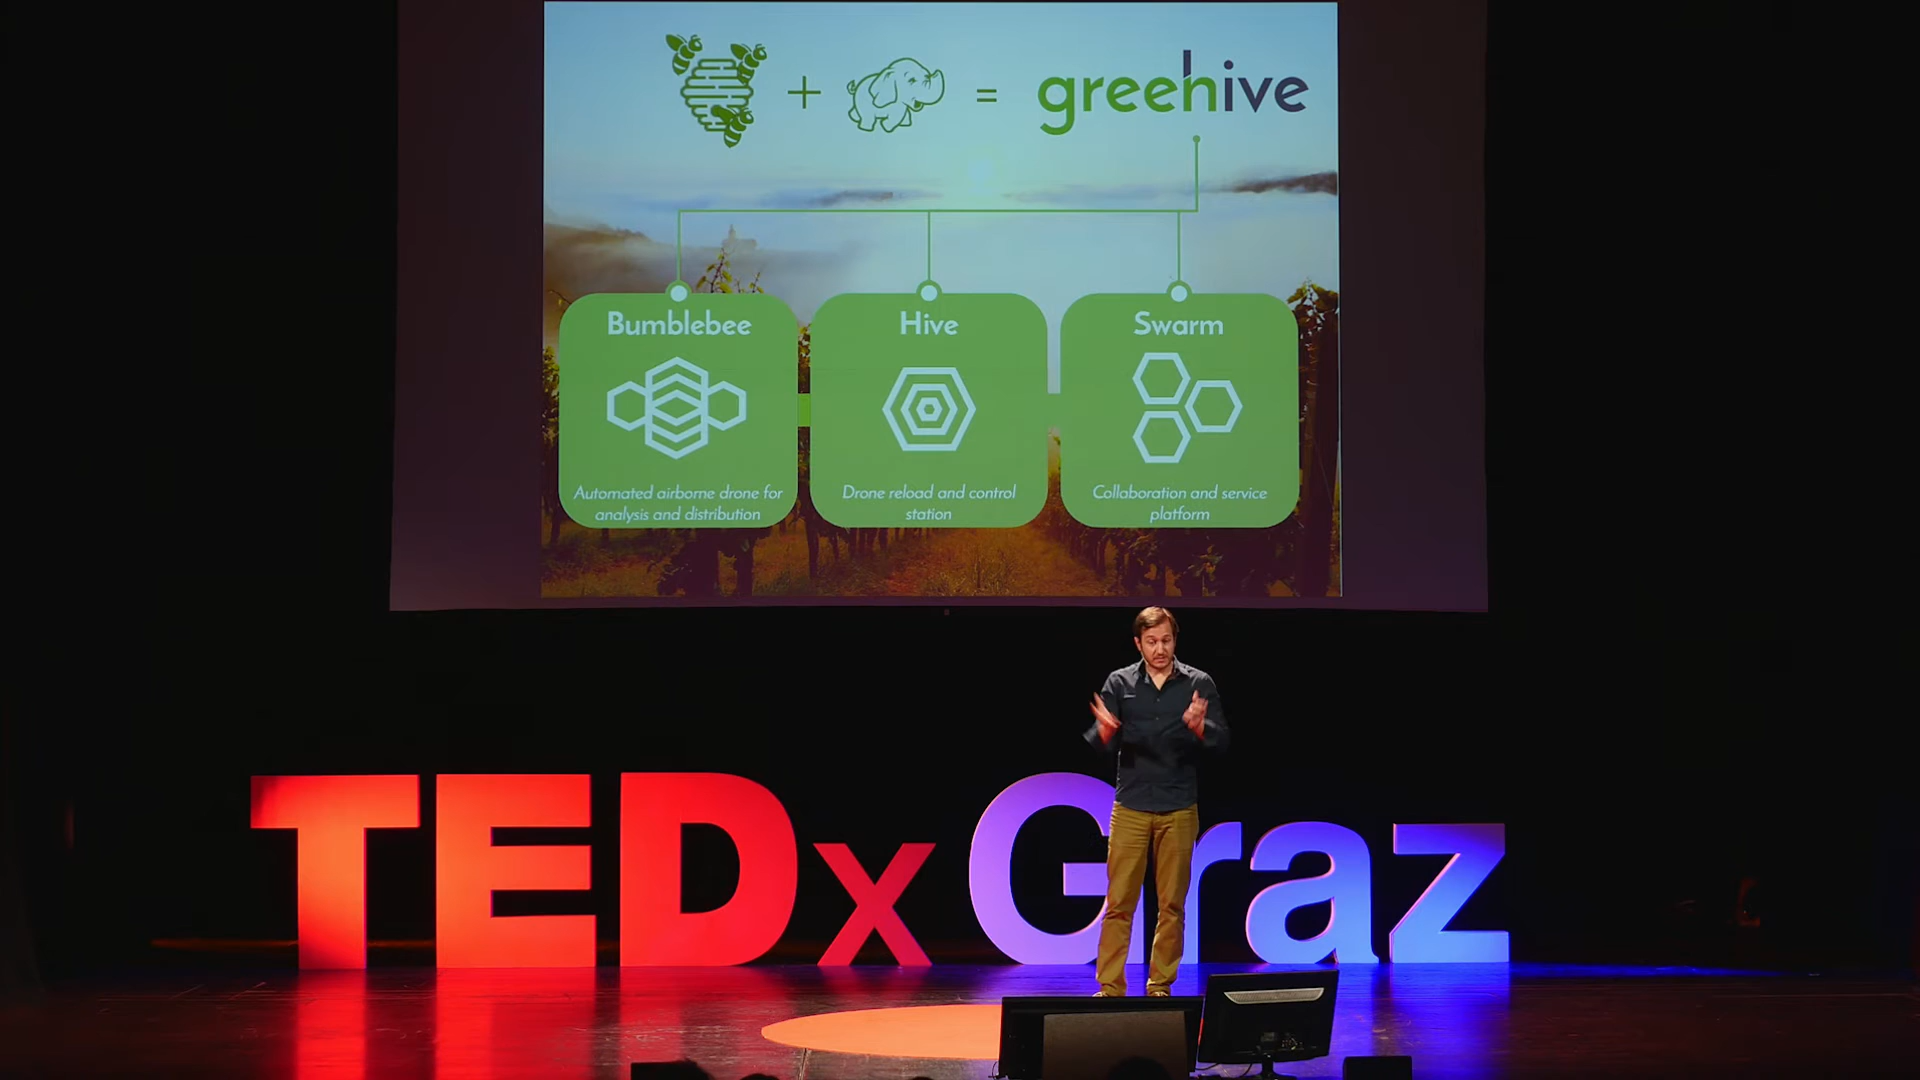 + = greehive
Bumblebee
Automated airborne drone for
analysis and distribution
Hive
Drone reload and control
station
Swarm
Collaboration and service
platform
TEDxGraz